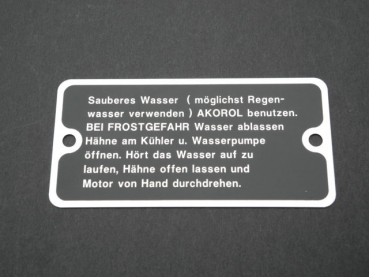 Sauberes Wasser ( möglichst Regen-
wasser verwenden ) AKOROL benutzen.
BEI FROSTGEFAHR Wasser ablassen
Hähne am Kühler u. Wasserpumpe
öffnen. Hört das Wasser auf zu
laufen, Hähne offen lassen und
Motor von Hand durchdrehen.